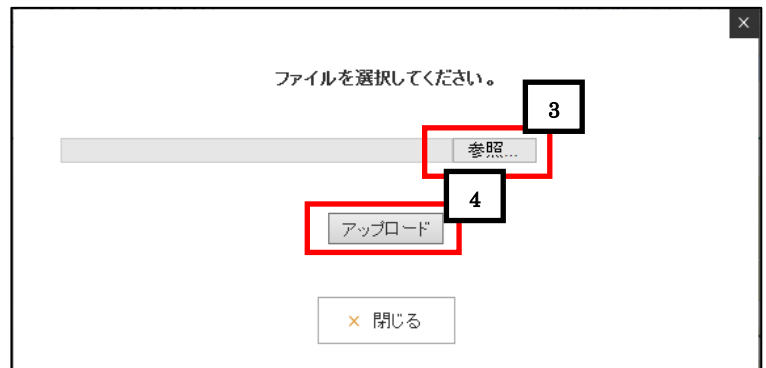 ×
ファイルを選択してください。
3
参照...
4
アップロード
× 閉じる